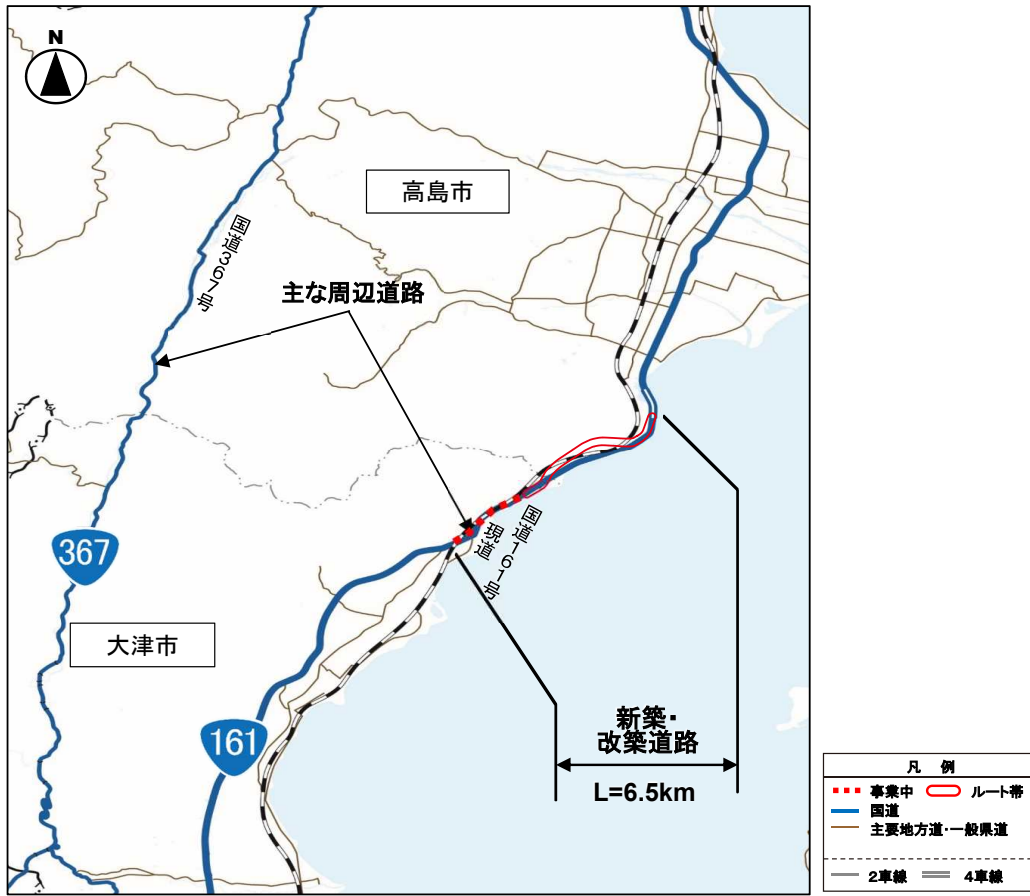 N
高島市
国道367号
主な周辺道路
国道161号
現道
367
大津市
161
新築・
改築道路
L=6.5km
凡 例
事業中 ルート帯
国道
主要地方道・一般県道
2車線 4車線